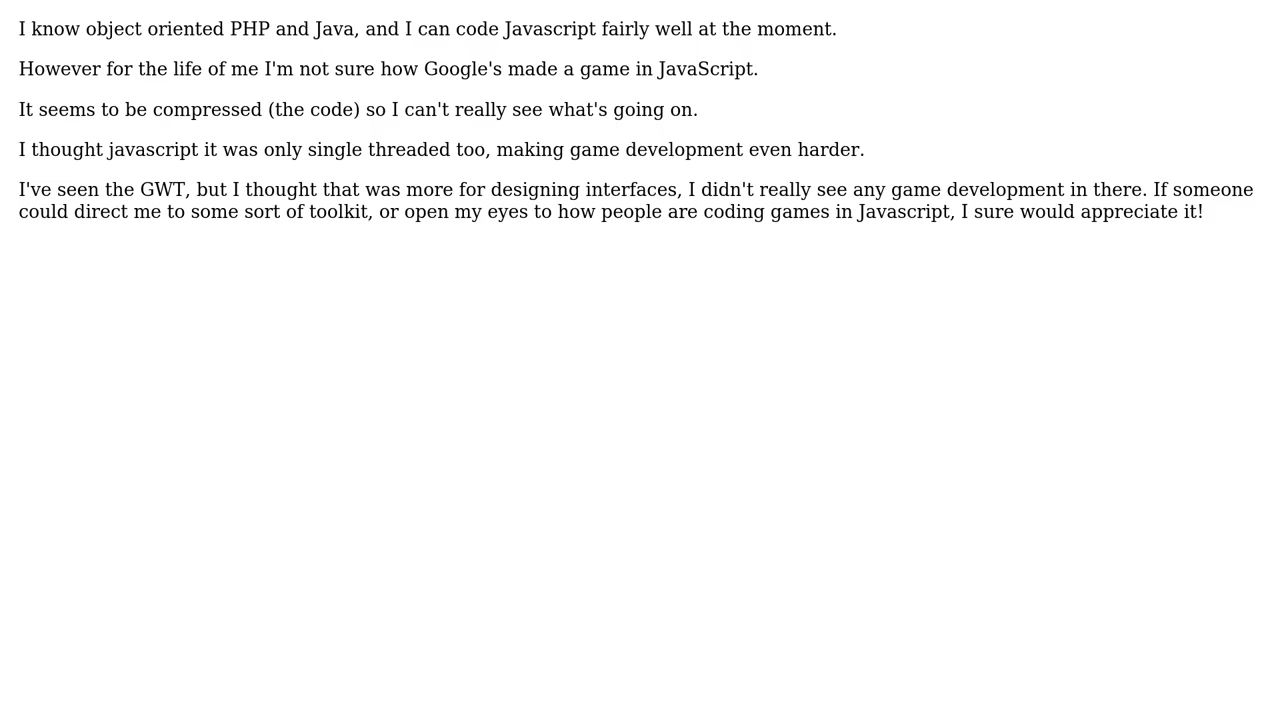 I know object oriented PHP and Java, and I can code Javascript fairly well at the moment.
However for the life of me I'm not sure how Google's made a game in JavaScript.
It seems to be compressed (the code) so I can't really see what's going on.
I thought javascript it was only single threaded too, making game development even harder.
I've seen the GWT, but I thought that was more for designing interfaces, I didn't really see any game development in there. If someone
could direct me to some sort of toolkit, or open my eyes to how people are coding games in Javascript, I sure would appreciate it!